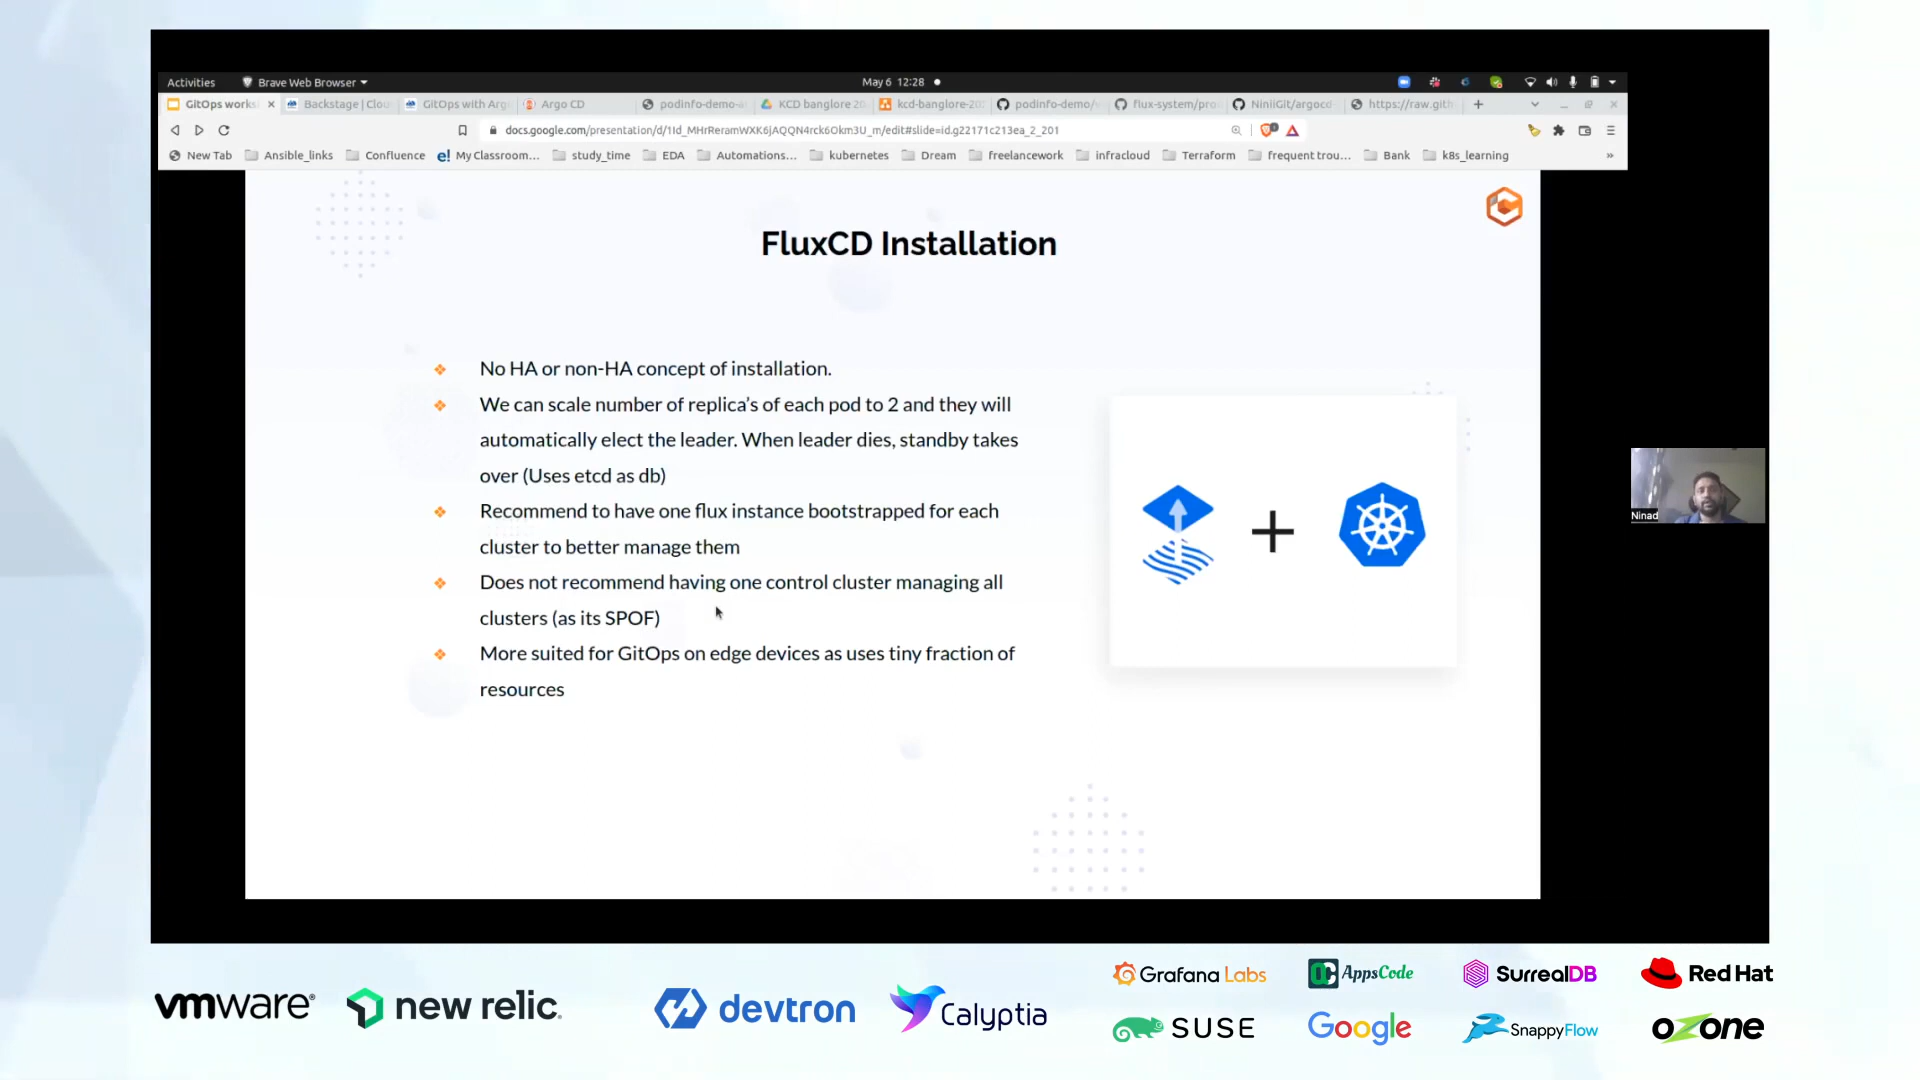 Activities
Brave Web Browser
May 6 12:28
GitOps works
Backstage | Clou
GitOps with Arg
Argo CD
podinfo-demo-a
KCD banglore 20
kcd-banglore-20
podinfo-demo/
flux-system/pro
NiniiGit/argocd
https://raw.gith
docs.google.com/presentation/d/1Id_MHrReramWXK6jAQQN4rck6Okm3U_m/edit#slide=id.g22171c213ea_2_201
New Tab
Ansible_links
Confluence
My Classroom...
study_time
EDA
Automations...
kubernetes
Dream
freelancework
infracloud
Terraform
frequent trou...
Bank
k8s_learning
FluxCD Installation
No HA or non-HA concept of installation.
We can scale number of replica's of each pod to 2 and they will
automatically elect the leader. When leader dies, standby takes
over (Uses etcd as db)
Recommend to have one flux instance bootstrapped for each
cluster to better manage them
Does not recommend having one control cluster managing all
clusters (as its SPOF)
More suited for GitOps on edge devices as uses tiny fraction of
resources
Ninad
vmware®
new relic.
devtron
Calyptia
Grafana Labs
AppsCode
SurrealDB
Red Hat
SUSE
Google
SnappyFlow
ozone